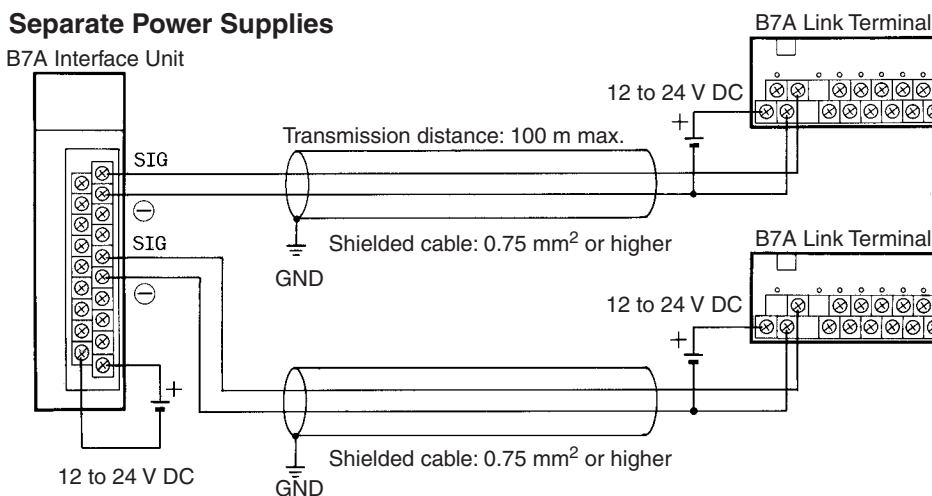 Separate Power Supplies
B7A Link Terminal
B7A Interface Unit
12 to 24 V DC
+
Transmission distance: 100 m max.
SIG
⊖
Shielded cable: 0.75 mm² or higher
GND
SIG
⊖
B7A Link Terminal
12 to 24 V DC
+
+
Shielded cable: 0.75 mm² or higher
12 to 24 V DC
GND